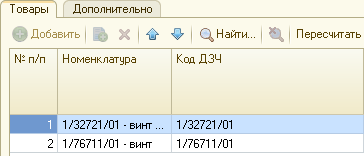 Товары Дополнительно
Добавить Найти... Пересчитать
№ п/п Номенклатура Код ДЗЧ
1 1/32721/01 - винт ... 1/32721/01
2 1/76711/01 - винт 1/76711/01